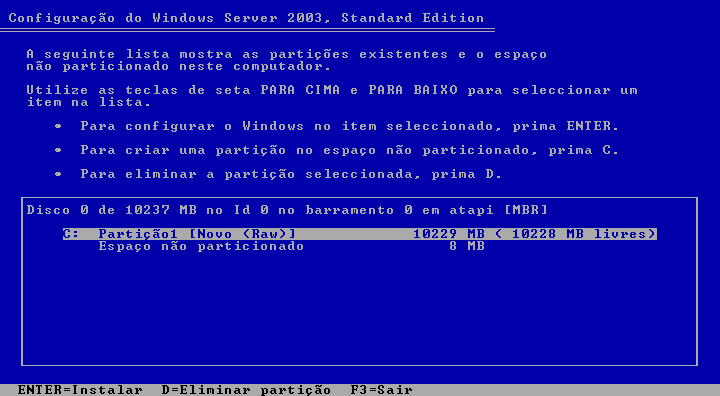 Configuração do Windows Server 2003, Standard Edition
A seguinte lista mostra as partições existentes e o espaço
não particionado neste computador.
Utilize as teclas de seta PARA CIMA e PARA BAIXO para seleccionar um
item na lista.
• Para configurar o Windows no item seleccionado, prima ENTER.
• Para criar uma partição no espaço não particionado, prima C.
• Para eliminar a partição seleccionada, prima D.
Disco 0 de 10237 MB no Id 0 no barramento 0 em atapi [MBR]
C: Partição1 [Novo (Raw)] 10229 MB ( 10228 MB livres)
Espaço não particionado 8 MB
ENTER=Instalar D=Eliminar partição F3=Sair